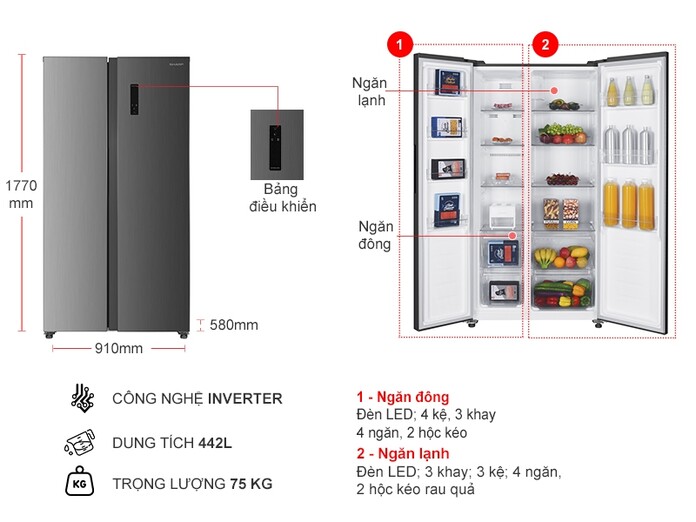 1
2
Ngăn
lạnh
Ngăn
đông
Bảng
điều khiển
1770
mm
580mm
910mm
CÔNG NGHỆ INVERTER
DUNG TÍCH 442L
KG
TRỌNG LƯỢNG 75 KG
1 - Ngăn đông
Đèn LED; 4 kệ, 3 khay
4 ngăn, 2 hộc kéo
2 - Ngăn lạnh
Đèn LED; 3 khay; 3 kệ; 4 ngăn,
2 hộc kéo rau quả